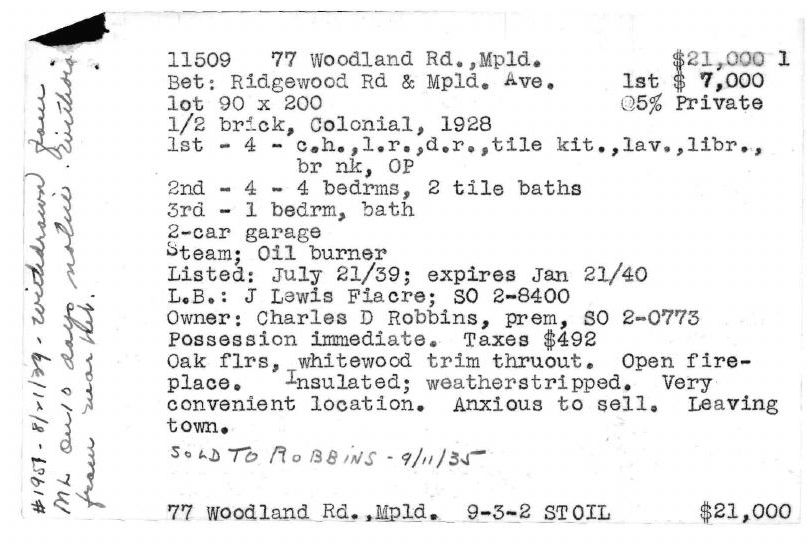 11509 77 Woodland Rd.,Mpld. $21,000 1
Bet: Ridgewood Rd & Mpld. Ave. 1st $ 7,000
lot 90 x 200 @5% Private
1/2 brick, Colonial, 1928
1st - 4 - c.h.,l.r.,d.r.,tile kit.,lav.,libr.,
br nk, OP
2nd - 4 - 4 bedrms, 2 tile baths
3rd - 1 bedrm, bath
2-car garage
Steam; Oil burner
Listed: July 21/39; expires Jan 21/40
L.B.: J Lewis Fiacre; SO 2-8400
Owner: Charles D Robbins, prem, SO 2-0773
Possession immediate. Taxes $492
Oak flrs, whitewood trim thruout. Open fire-
place. Insulated; weatherstripped. Very
convenient location. Anxious to sell. Leaving
town.
SOLD TO ROBBINS - 9/11/35
77 Woodland Rd.,Mpld. 9-3-2 STOIL $21,000
#1951 - 8/21/39 - withdrawn from
ML on 10 days notice.
from market.